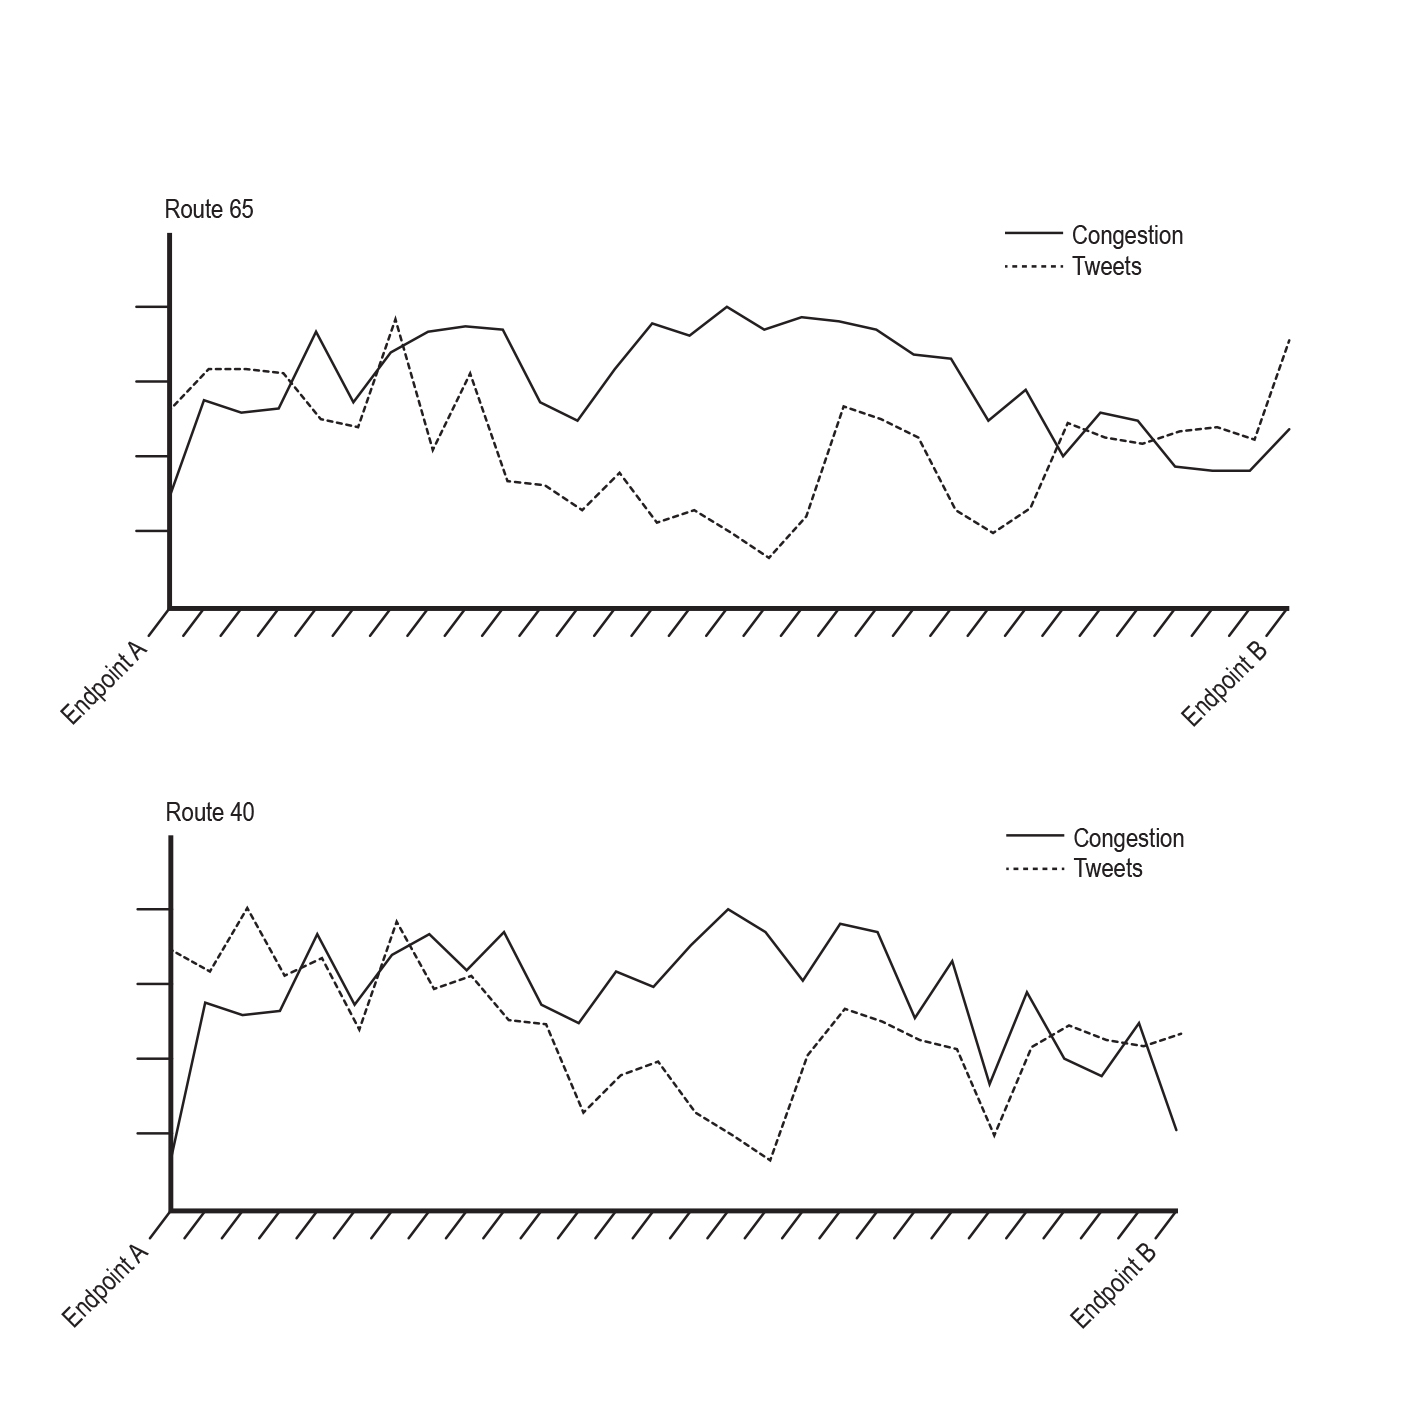 Route 65
Congestion
Tweets
Endpoint A
Endpoint B
Route 40
Congestion
Tweets
Endpoint A
Endpoint B